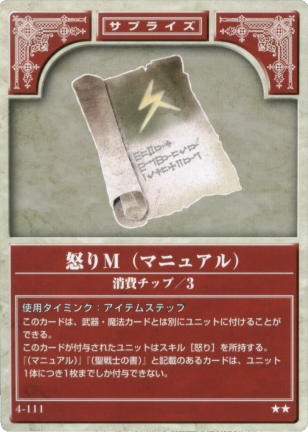 サプライズ
怒りM（マニュアル）
消費チップ／3
使用タイミング：アイテムステップ
このカードは、武器・魔法カードとは別にユニットに付けることが
できる。
このカードが付与されたユニットはスキル［怒り］を所持する。
『（マニュアル）』『（聖戦士の書）』と記載のあるカードは、ユニット
1体につき1枚までしか付与できない。
4-111
★★